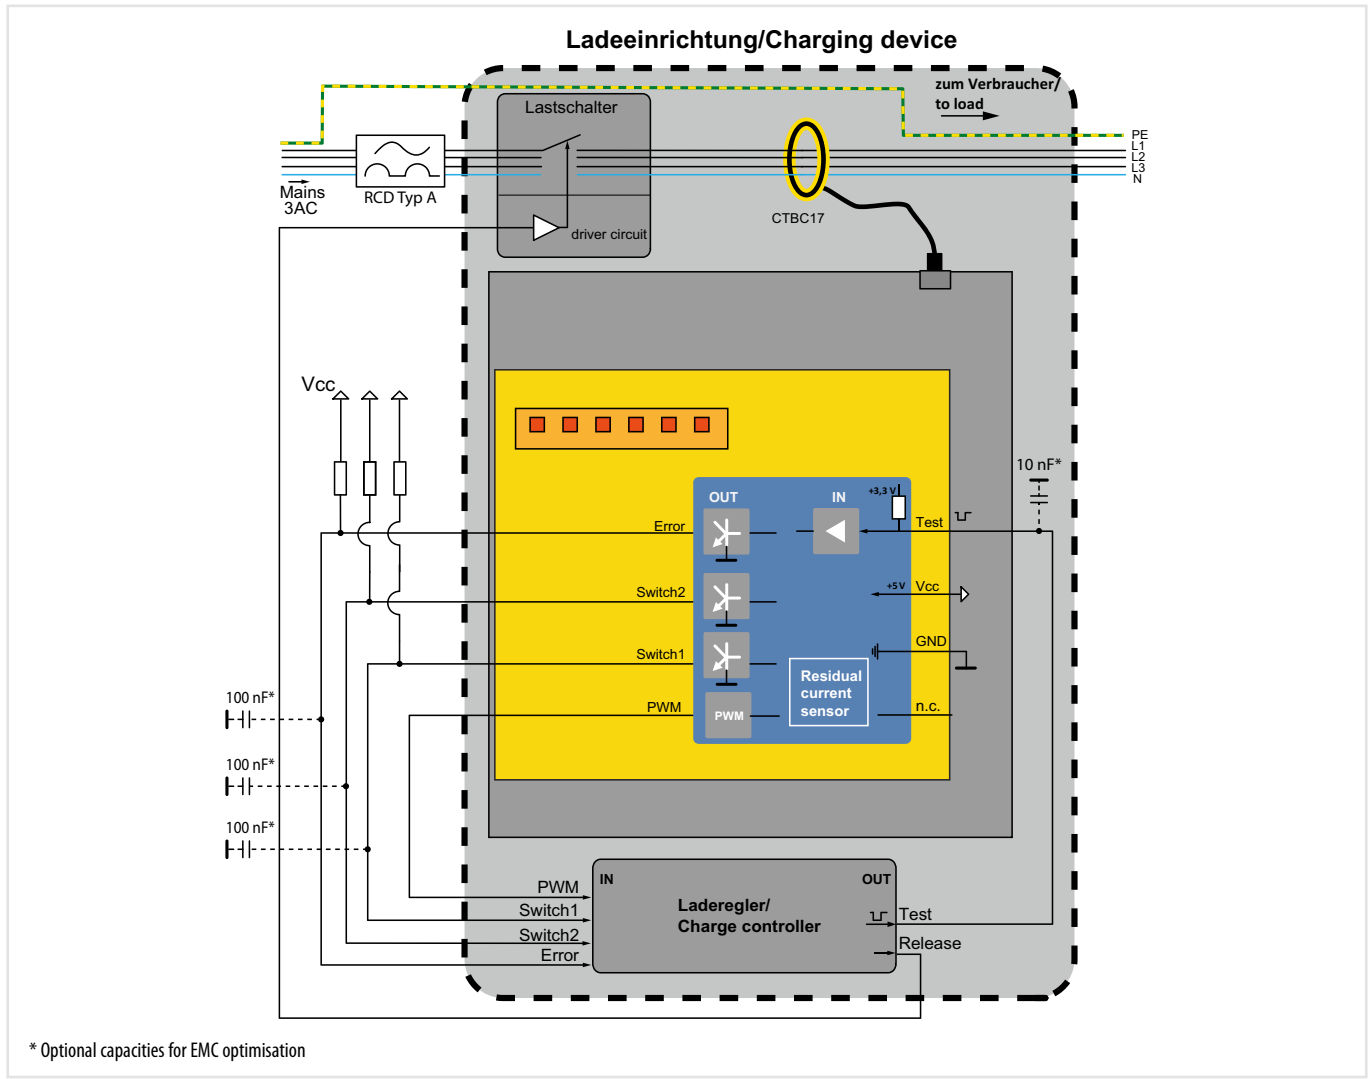 Ladeeinrichtung/Charging device
zum Verbraucher/
to load
Lastschalter
PE
L1
L2
L3
N
Mains
3AC
RCD Typ A
CTBC17
driver circuit
Vcc
10 nF*
OUT
IN
+3,3 V
Error
Test
Switch2
+5 V
Vcc
Switch1
GND
Residual
current
sensor
PWM
PWM
n.c.
100 nF*
100 nF*
100 nF*
IN
OUT
PWM
Switch1
Switch2
Error
Laderegler/
Charge controller
Test
Release
* Optional capacities for EMC optimisation